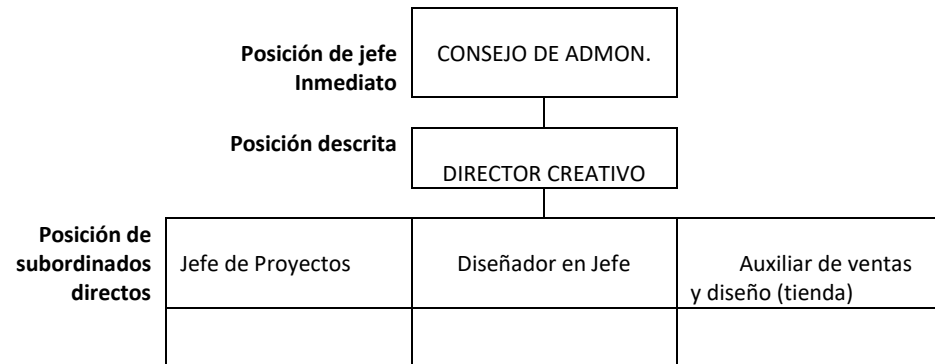 Posición de jefe
Inmediato
CONSEJO DE ADMON.
Posición descrita
DIRECTOR CREATIVO
Posición de
subordinados
directos
Jefe de Proyectos
Diseñador en Jefe
Auxiliar de ventas
y diseño (tienda)